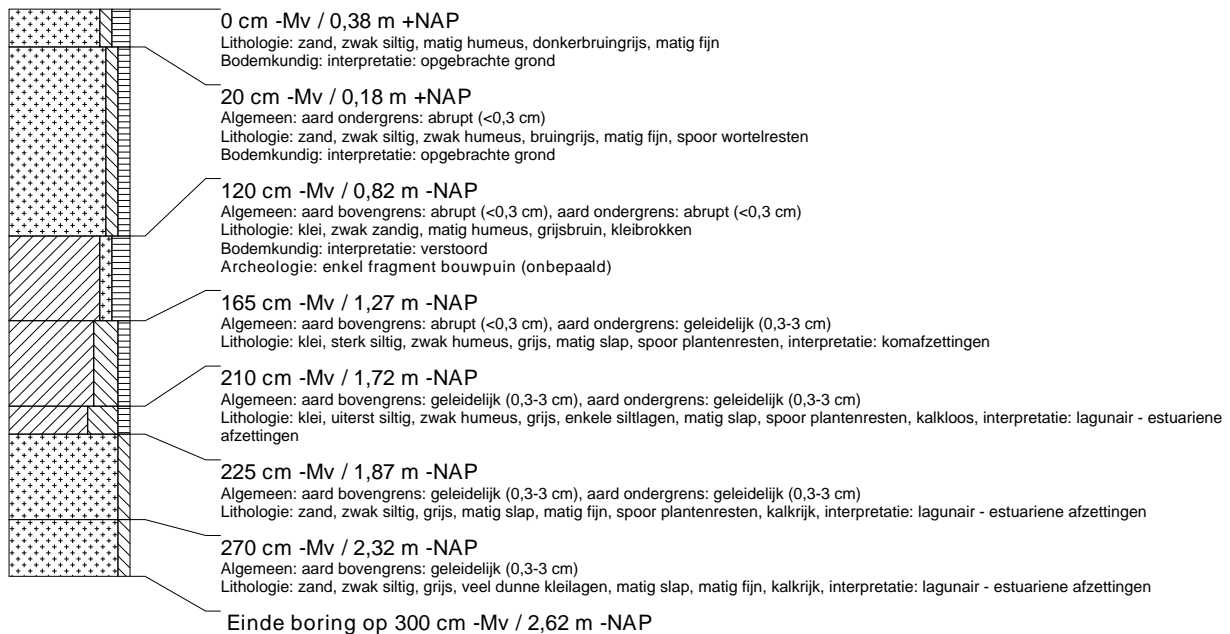 0 cm -Mv / 0,38 m +NAP
Lithologie: zand, zwak siltig, matig humeus, donkerbruingrijs, matig fijn
Bodemkundig: interpretatie: opgebrachte grond
20 cm -Mv / 0,18 m +NAP
Algemeen: aard ondergrens: abrupt (<0,3 cm)
Lithologie: zand, zwak siltig, zwak humeus, bruingrijs, matig fijn, spoor wortelresten
Bodemkundig: interpretatie: opgebrachte grond
120 cm -Mv / 0,82 m -NAP
Algemeen: aard bovengrens: abrupt (<0,3 cm), aard ondergrens: abrupt (<0,3 cm)
Lithologie: klei, zwak zandig, matig humeus, grijsbruin, kleibrokken
Bodemkundig: interpretatie: verstoord
Archeologie: enkel fragment bouwpuin (onbepaald)
165 cm -Mv / 1,27 m -NAP
Algemeen: aard bovengrens: abrupt (<0,3 cm), aard ondergrens: geleidelijk (0,3-3 cm)
Lithologie: klei, sterk siltig, zwak humeus, grijs, matig slap, spoor plantenresten, interpretatie: komafzettingen
210 cm -Mv / 1,72 m -NAP
Algemeen: aard bovengrens: geleidelijk (0,3-3 cm), aard ondergrens: geleidelijk (0,3-3 cm)
Lithologie: klei, uiterst siltig, zwak humeus, grijs, enkele siltlagen, matig slap, spoor plantenresten, kalkloos, interpretatie: lagunair - estuariene
afzettingen
225 cm -Mv / 1,87 m -NAP
Algemeen: aard bovengrens: geleidelijk (0,3-3 cm), aard ondergrens: geleidelijk (0,3-3 cm)
Lithologie: zand, zwak siltig, grijs, matig slap, matig fijn, spoor plantenresten, kalkrijk, interpretatie: lagunair - estuariene afzettingen
270 cm -Mv / 2,32 m -NAP
Algemeen: aard bovengrens: geleidelijk (0,3-3 cm)
Lithologie: zand, zwak siltig, grijs, veel dunne kleilagen, matig slap, matig fijn, kalkrijk, interpretatie: lagunair - estuariene afzettingen
Einde boring op 300 cm -Mv / 2,62 m -NAP